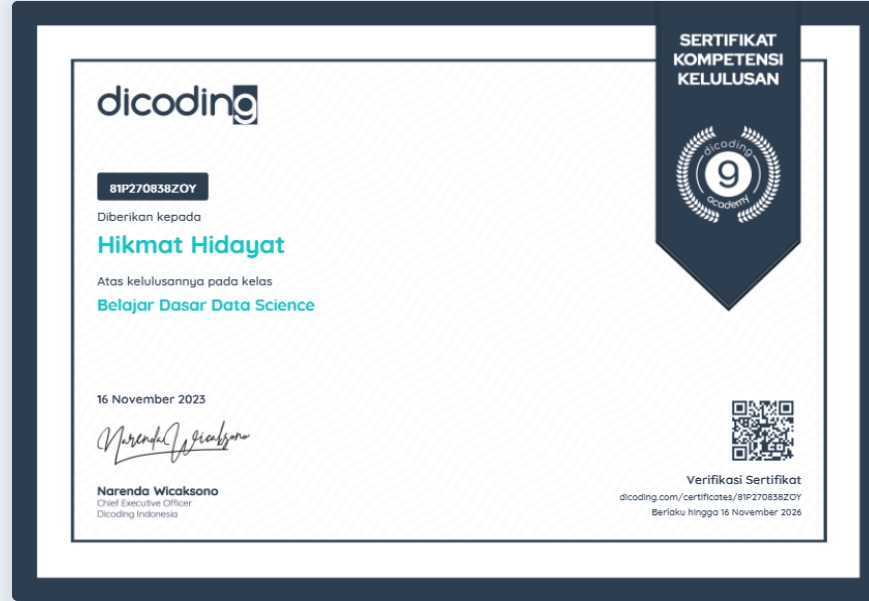 SERTIFIKAT
KOMPETENSI
KELULUSAN
dicoding
dicoding
academy
81P270838ZOY
Diberikan kepada
Hikmat Hidayat
Atas kelulusannya pada kelas
Belajar Dasar Data Science
16 November 2023
Narenda Wicaksono
Narenda Wicaksono
Chief Executive Officer
Dicoding Indonesia
Verifikasi Sertifikat
dicoding.com/certificates/81P270838ZOY
Berlaku hingga 16 November 2026